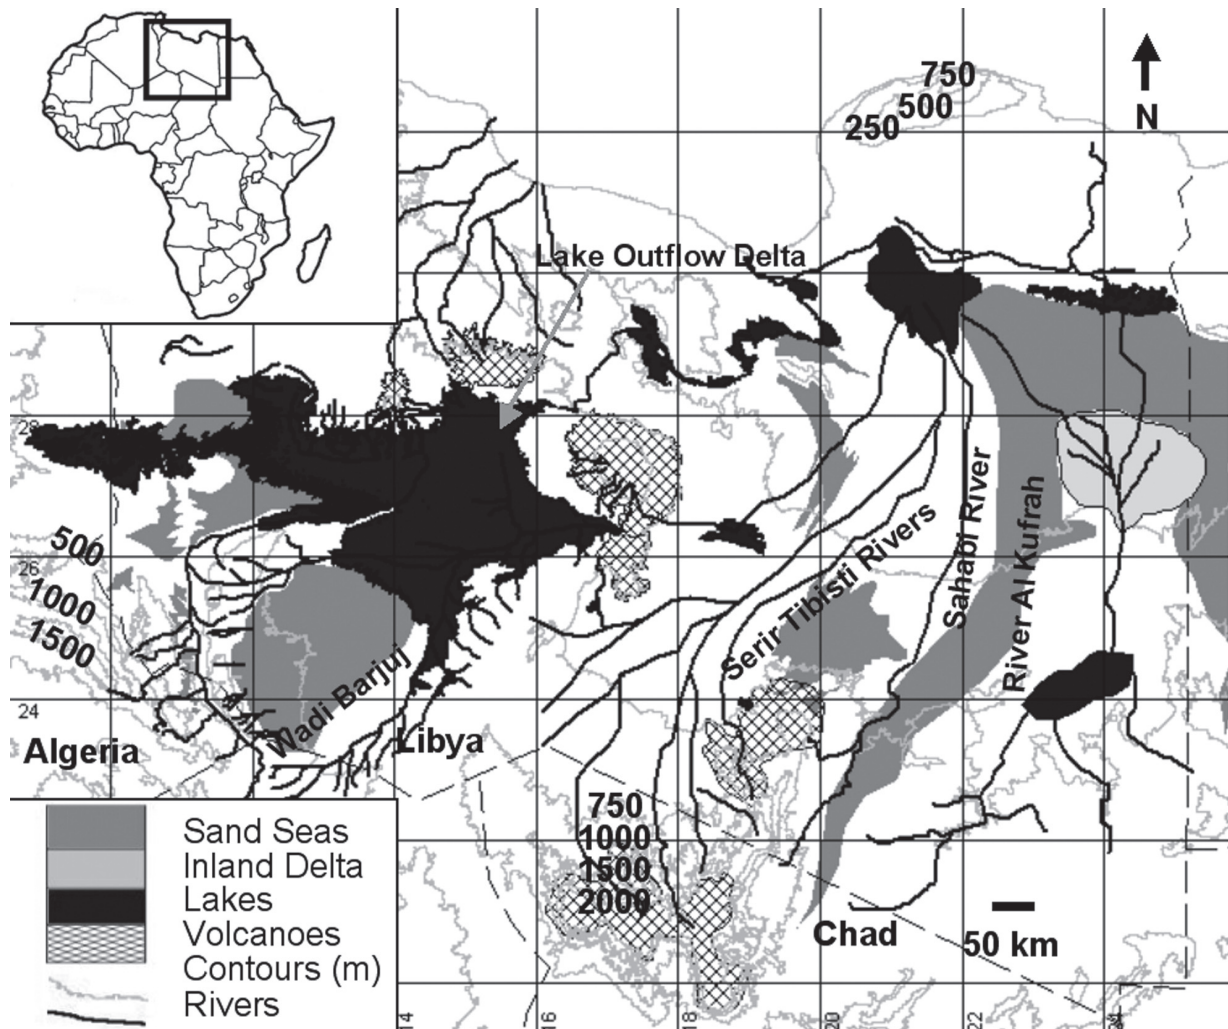 750
500
250
N
Lake Outflow Delta
28
500
26
1000
1500
24
Algeria
Wadi Barjuj
Libya
Serir Tibisti Rivers
Sahabi River
River Al Kufrah
750
1000
1500
2000
Chad
50 km
Sand Seas
Inland Delta
Lakes
Volcanoes
Contours (m)
Rivers
14
16
18
20
22